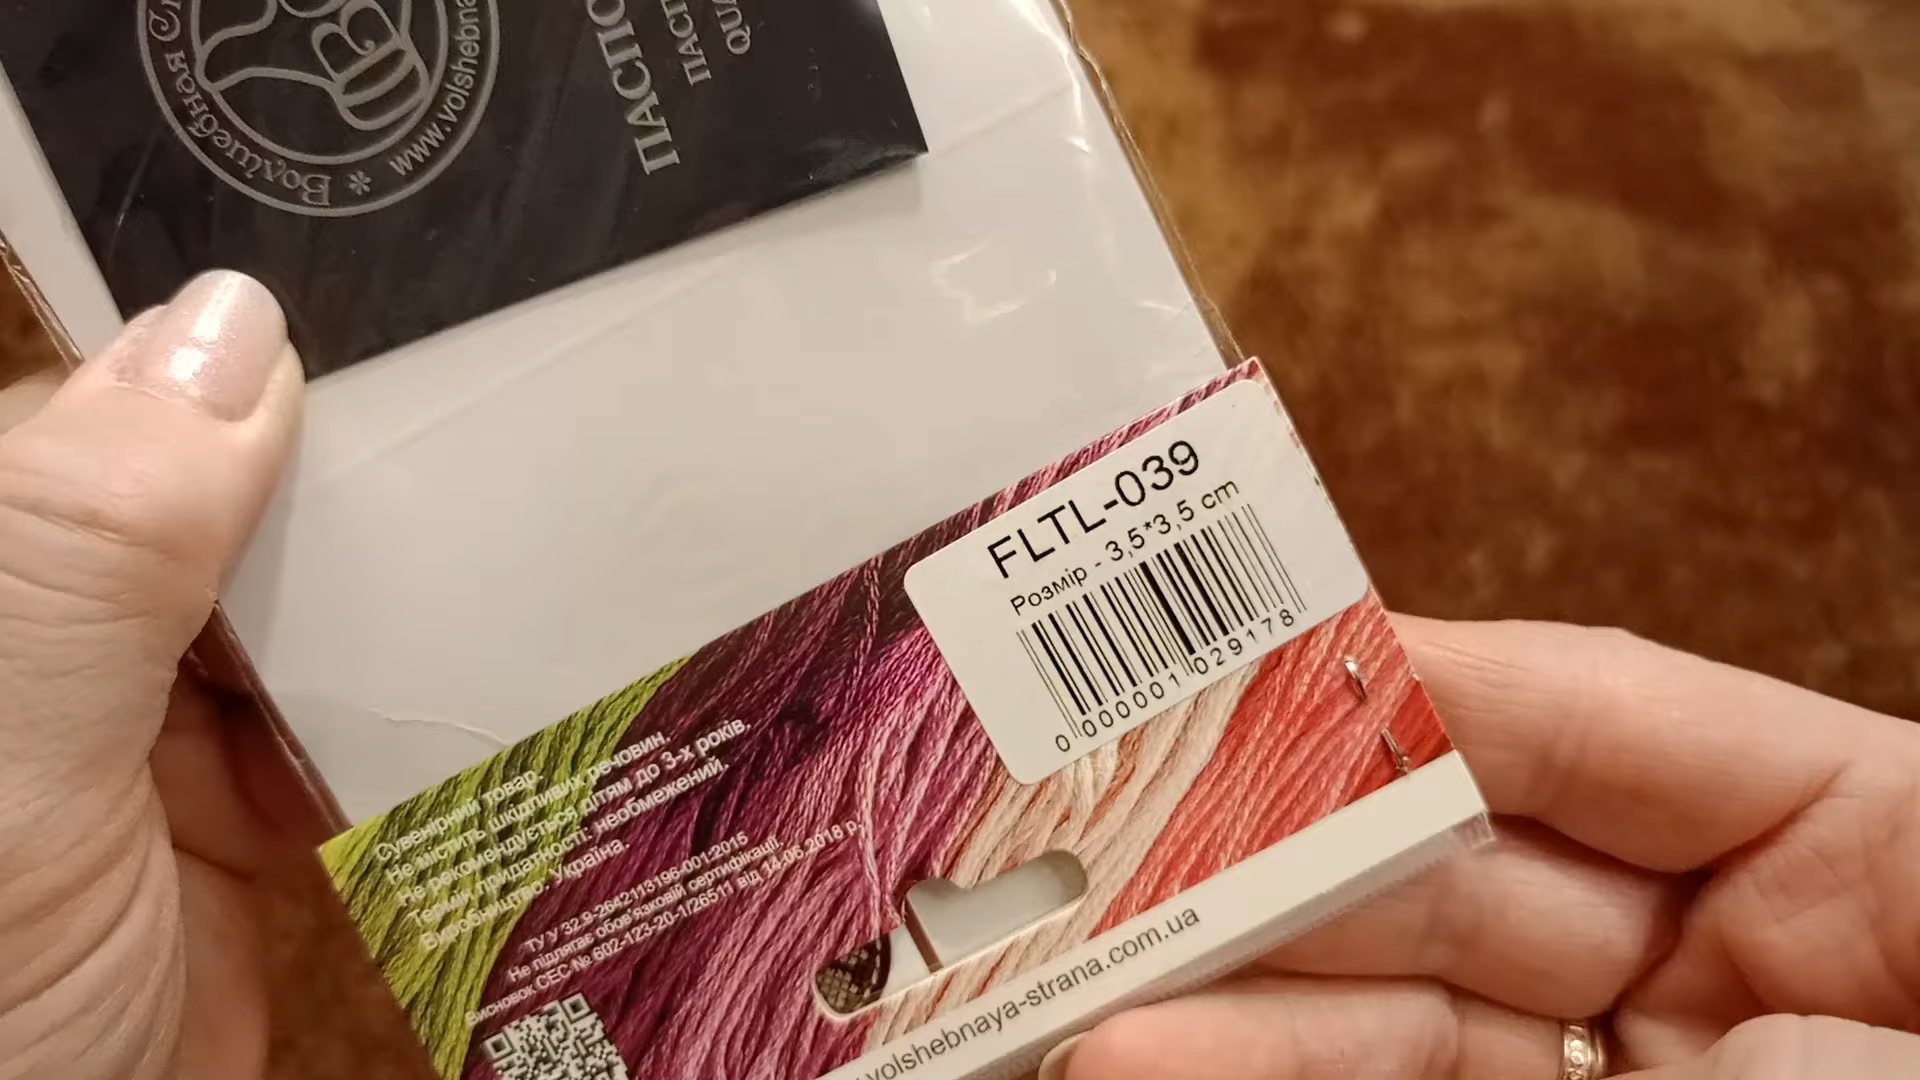 Волшебная
www.volshebna
ПАСПО
ПАСП
QUA
FLTL-039
Розмір - 3,5*3,5 cm
0 000001 029178
Сувенірний товар.
Не містить шкідливих речовин.
Не рекомендується дітям до 3-х років.
Термін придатності: необмежений.
Виробництво: Україна.
ТУ У 32.9-2642113196-001:2015
Не підлягає обов'язковій сертифікації,
Висновок СЕС № 602-123-20-1/26511 від 14-06.2018 р.
.volshebnaya-strana.com.ua